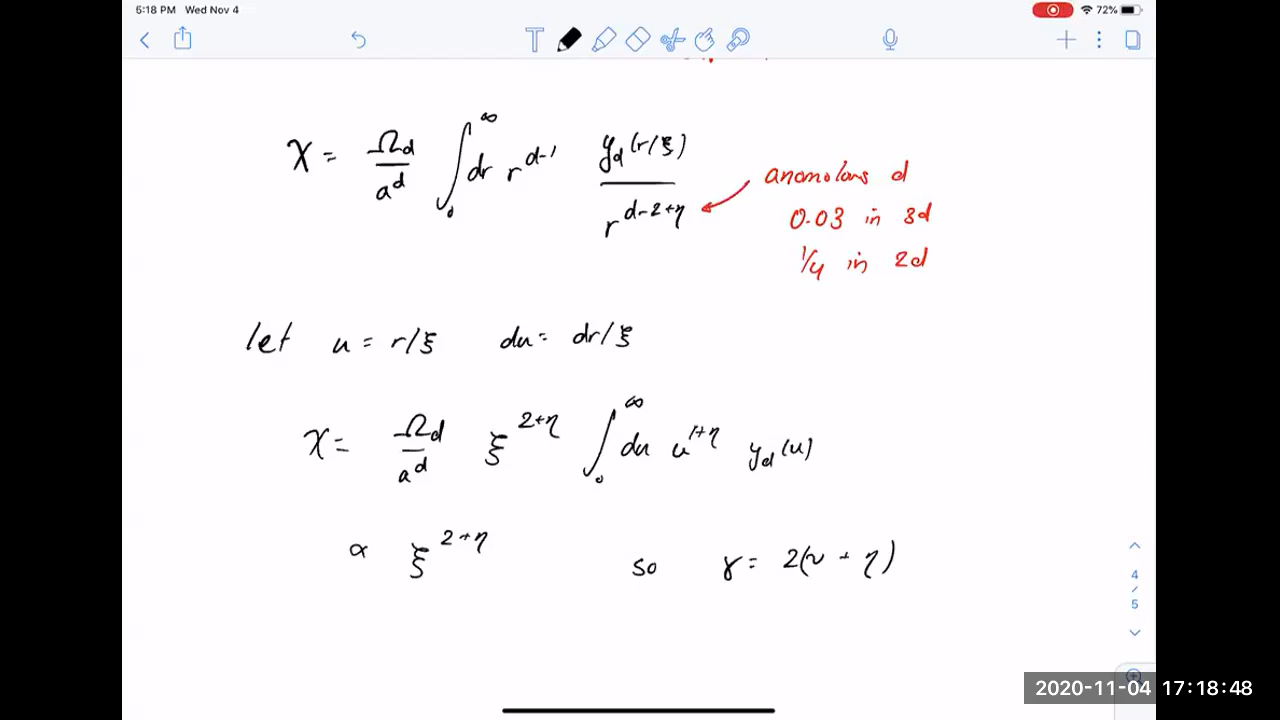 5:18 PM Wed Nov 4
72%
χ = Ω_d / a^d ∫_0^∞ dr r^{d-1} y_d(r/ξ) / r^{d-2+η}
anomolous d
0.03 in 3d
1/4 in 2d
let u = r/ξ du = dr/ξ
χ = Ω_d / a^d ξ^{2+η} ∫_0^∞ du u^{1+η} y_d(u)
∝ ξ^{2+η} so γ = 2(ν + η)
4
/
5
2020-11-04 17:18:48